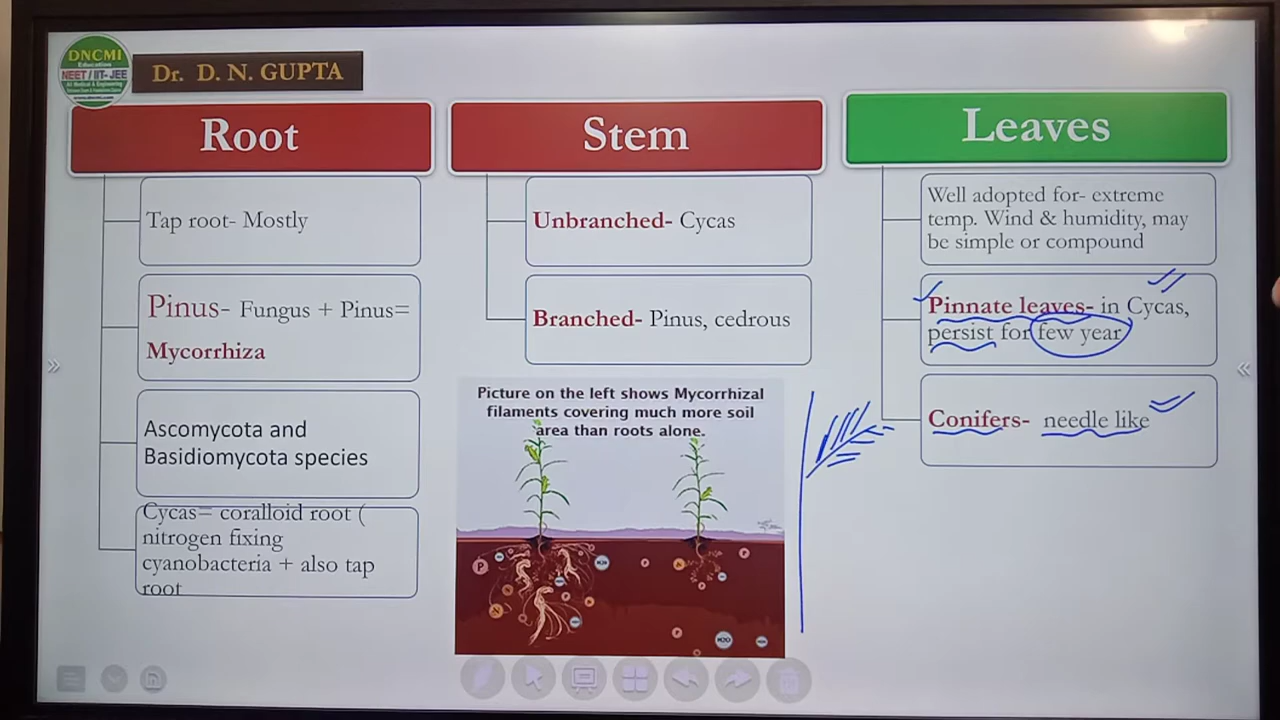 DNCMI
Education
NEET / IIT- JEE
Dr. D. N. GUPTA
Root
Tap root- Mostly
Pinus- Fungus + Pinus=
Mycorrhiza
Ascomycota and
Basidiomycota species
Cycas= coralloid root (
nitrogen fixing
cyanobacteria + also tap
root
Stem
Unbranched- Cycas
Branched- Pinus, cedrous
Picture on the left shows Mycorrhizal
filaments covering much more soil
area than roots alone.
Leaves
Well adopted for- extreme
temp. Wind & humidity, may
be simple or compound
Pinnate leaves- in Cycas,
persist for few year
Conifers- needle like